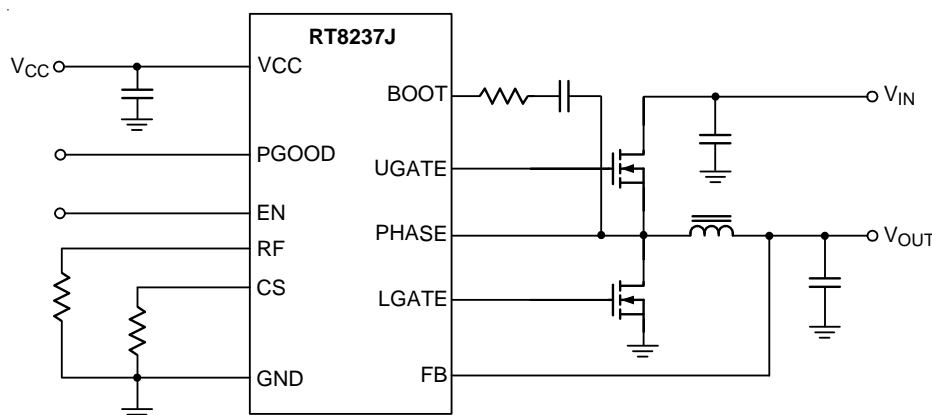 RT8237J
VCC
VCC
BOOT
VIN
PGOOD
UGATE
EN
PHASE
VOUT
RF
CS
LGATE
GND
FB